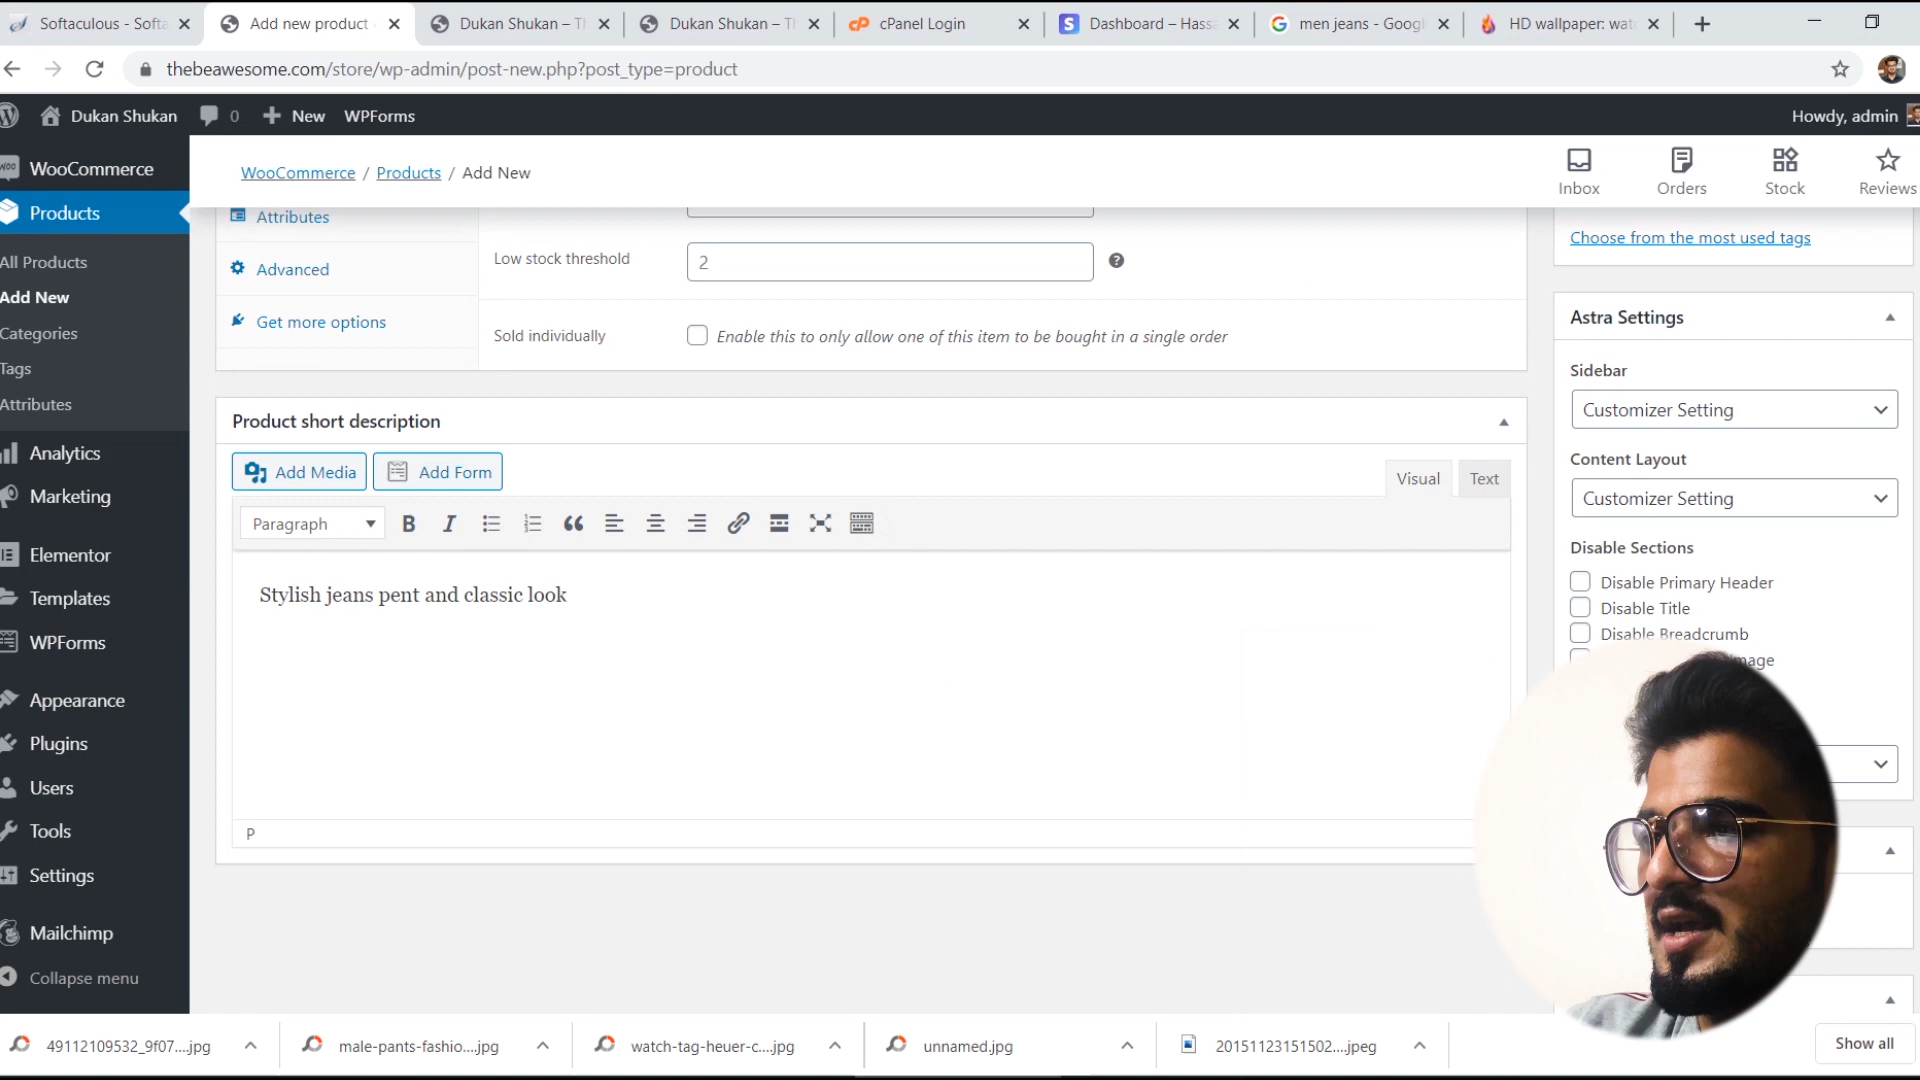 Softaculous - Softa
Add new product
Dukan Shukan – Th
Dukan Shukan – Th
cPanel Login
Dashboard – Hassa
men jeans - Googl
HD wallpaper: wat
thebeawesome.com/store/wp-admin/post-new.php?post_type=product
Dukan Shukan
0
New
WPForms
Howdy, admin
WooCommerce
Products
All Products
Add New
Categories
Tags
Attributes
Analytics
Marketing
Elementor
Templates
WPForms
Appearance
Plugins
Users
Tools
Settings
Mailchimp
Collapse menu
WooCommerce / Products / Add New
Inbox
Orders
Stock
Reviews
Attributes
Advanced
Get more options
Low stock threshold
2
Sold individually
Enable this to only allow one of this item to be bought in a single order
Product short description
Add Media
Add Form
Visual
Text
Paragraph
Stylish jeans pent and classic look
P
Choose from the most used tags
Astra Settings
Sidebar
Customizer Setting
Content Layout
Customizer Setting
Disable Sections
Disable Primary Header
Disable Title
Disable Breadcrumb
49112109532_9f07....jpg
male-pants-fashio....jpg
watch-tag-heuer-c....jpg
unnamed.jpg
20151123151502....jpeg
Show all